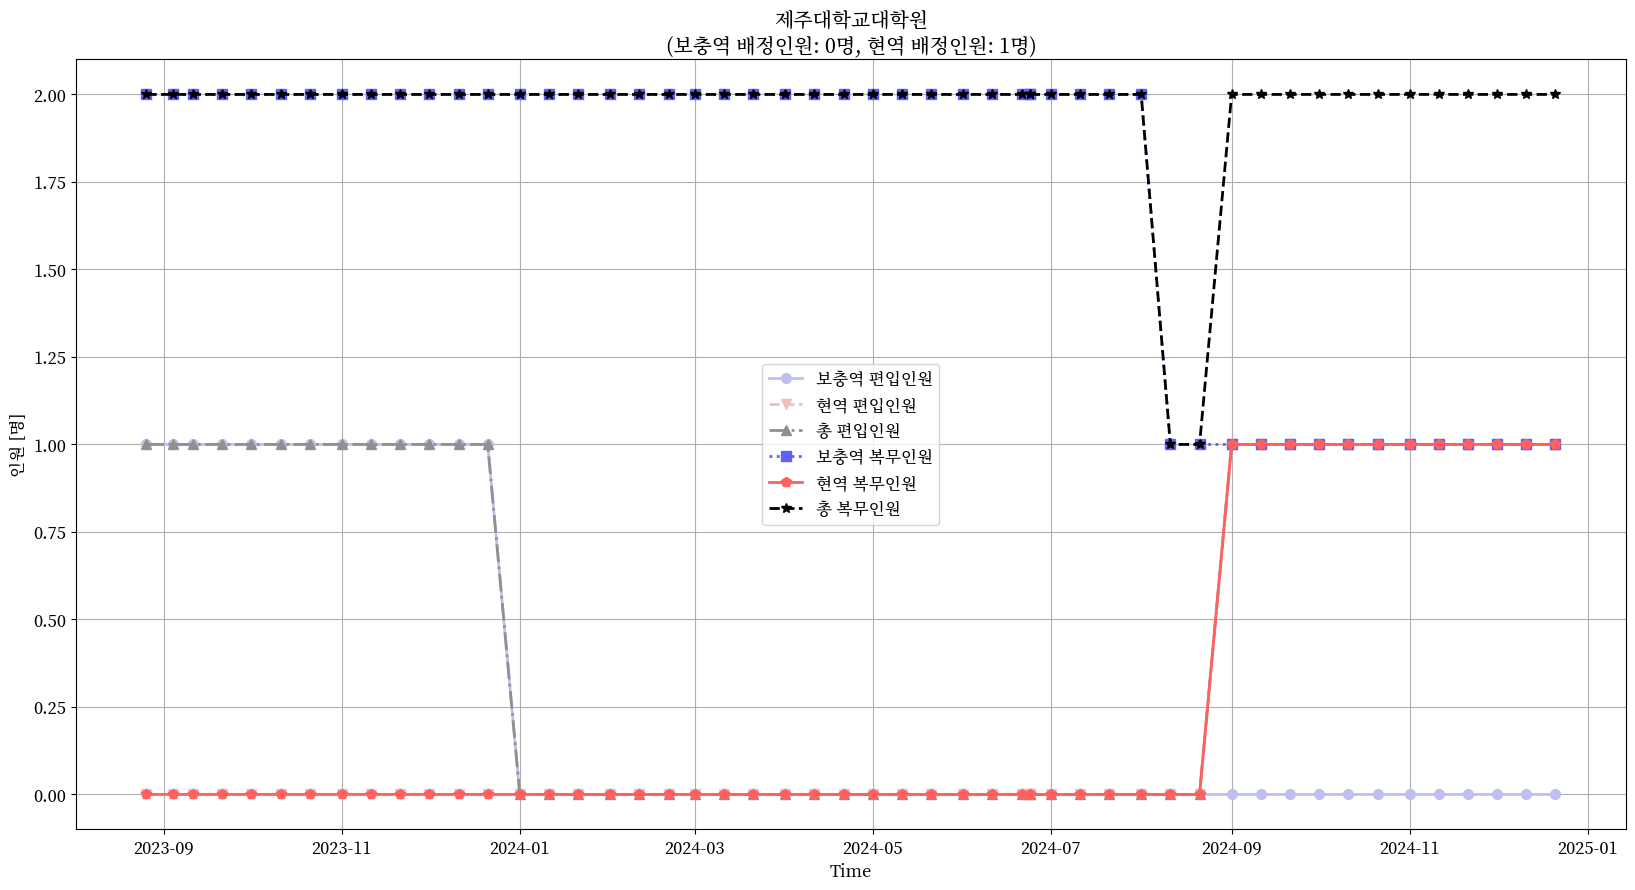 제주대학교대학원
(보충역 배정인원: 0명, 현역 배정인원: 1명)
인원 [명]
2.00
1.75
1.50
1.25
1.00
0.75
0.50
0.25
0.00
보충역 편입인원
현역 편입인원
총 편입인원
보충역 복무인원
현역 복무인원
총 복무인원
2023-09
2023-11
2024-01
2024-03
2024-05
2024-07
2024-09
2024-11
2025-01
Time